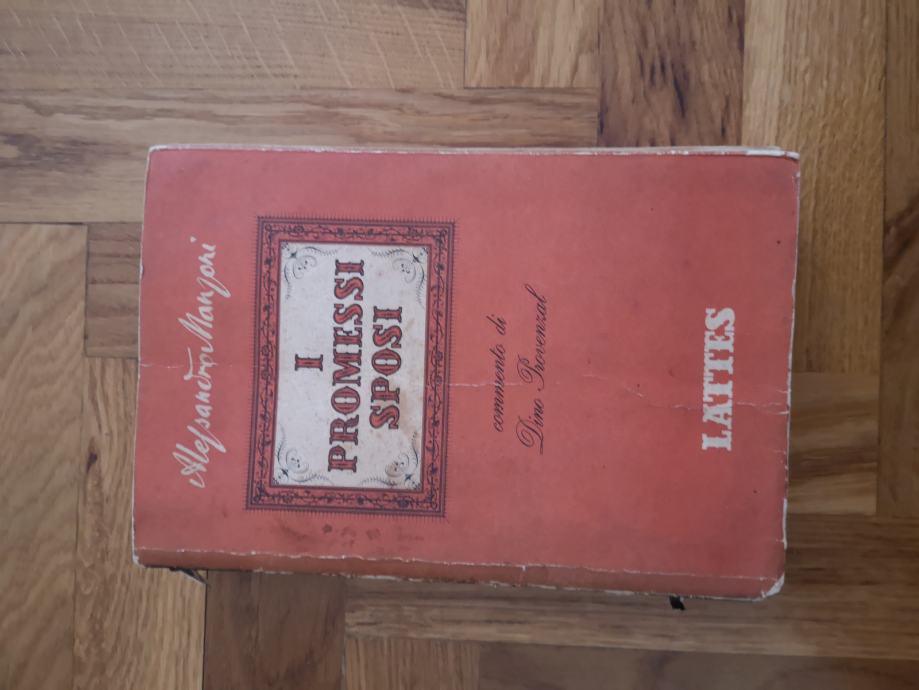 Alessandro Manzoni
I
PROMESSI
SPOSI
commento di
Dino Provenzal
LATTES